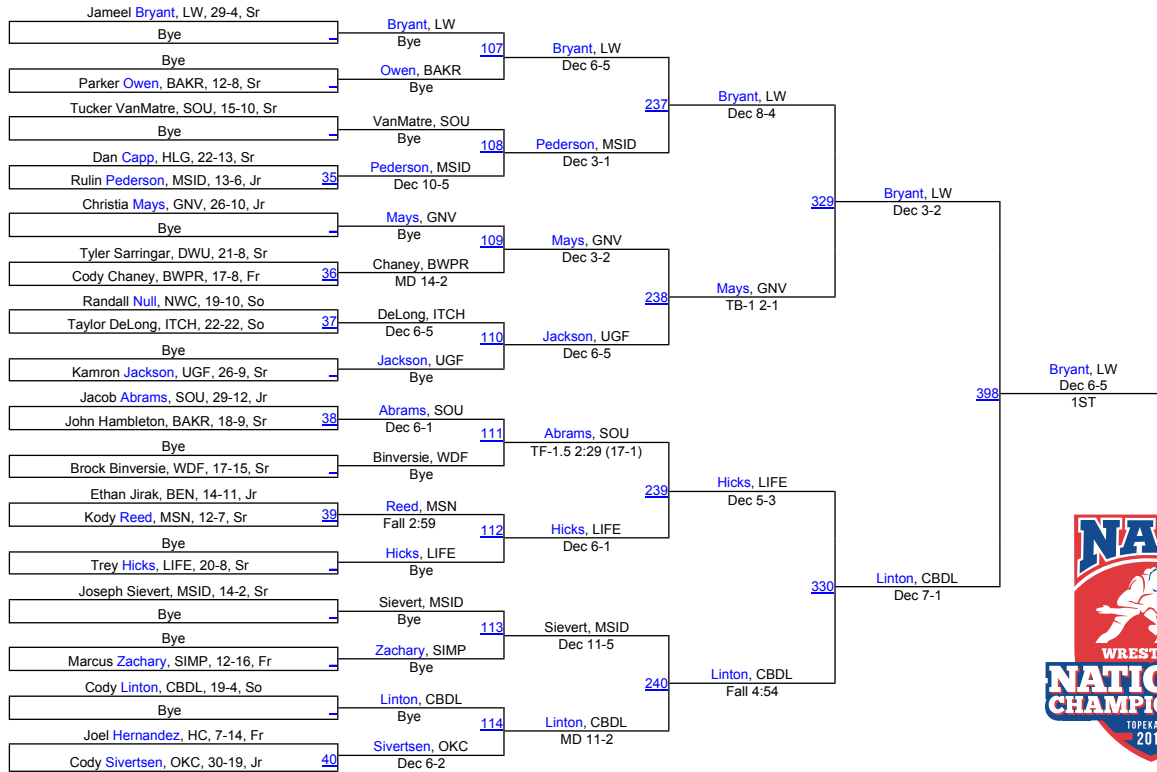 Jameel Bryant, LW, 29-4, Sr
Bye
Bye
Parker Owen, BAKR, 12-8, Sr
Tucker VanMatre, SOU, 15-10, Sr
Bye
Dan Capp, HLG, 22-13, Sr
Rulin Pederson, MSID, 13-6, Jr
35
Christia Mays, GNV, 26-10, Jr
Bye
Tyler Sarringar, DWU, 21-8, Sr
Cody Chaney, BWPR, 17-8, Fr
36
Randall Null, NWC, 19-10, So
Taylor DeLong, ITCH, 22-22, So
37
Bye
Kamron Jackson, UGF, 26-9, Sr
Jacob Abrams, SOU, 29-12, Jr
John Hambleton, BAKR, 18-9, Sr
38
Bye
Brock Binversie, WDF, 17-15, Sr
Ethan Jirak, BEN, 14-11, Jr
Kody Reed, MSN, 12-7, Sr
39
Bye
Trey Hicks, LIFE, 20-8, Sr
Joseph Sievert, MSID, 14-2, Sr
Bye
Bye
Marcus Zachary, SIMP, 12-16, Fr
Cody Linton, CBDL, 19-4, So
Bye
Joel Hernandez, HC, 7-14, Fr
Cody Sivertsen, OKC, 30-19, Jr
40
Bryant, LW
Bye
107
Owen, BAKR
Bye
VanMatre, SOU
Bye
108
Pederson, MSID
Dec 10-5
Mays, GNV
Bye
109
Chaney, BWPR
MD 14-2
DeLong, ITCH
Dec 6-5
110
Jackson, UGF
Bye
Abrams, SOU
Dec 6-1
111
Binversie, WDF
Bye
Reed, MSN
Fall 2:59
112
Hicks, LIFE
Bye
Sievert, MSID
Bye
113
Zachary, SIMP
Bye
Linton, CBDL
Bye
114
Sivertsen, OKC
Dec 6-2
Bryant, LW
Dec 6-5
237
Pederson, MSID
Dec 3-1
Mays, GNV
Dec 3-2
238
Jackson, UGF
Dec 6-5
Abrams, SOU
TF-1.5 2:29 (17-1)
239
Hicks, LIFE
Dec 6-1
Sievert, MSID
Dec 11-5
240
Linton, CBDL
MD 11-2
Bryant, LW
Dec 8-4
329
Mays, GNV
TB-1 2-1
Hicks, LIFE
Dec 5-3
330
Linton, CBDL
Fall 4:54
Bryant, LW
Dec 3-2
398
Linton, CBDL
Dec 7-1
Bryant, LW
Dec 6-5
1ST